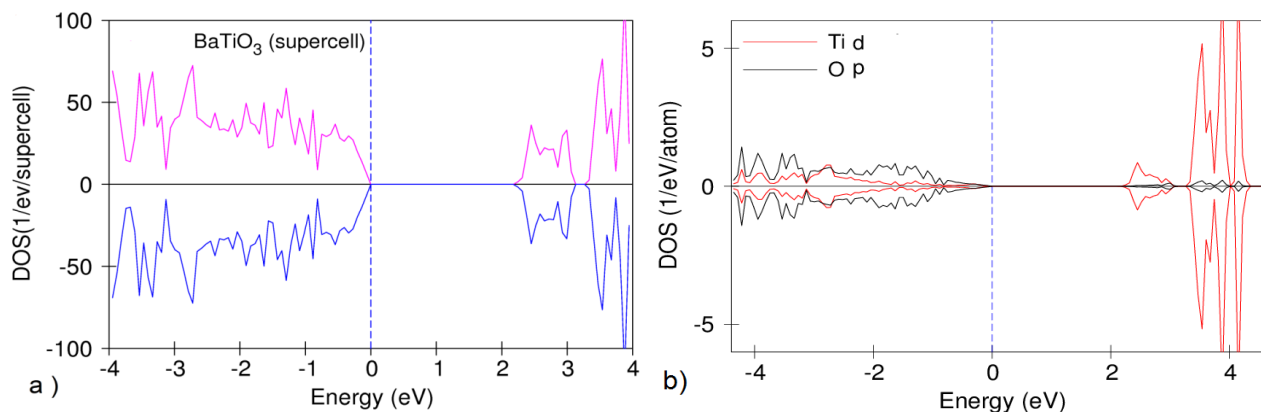 100
50
0
-50
-100
DOS(1/ev/supercell)
BaTiO3 (supercell)
-4 -3 -2 -1 0 1 2 3 4
Energy (eV)
a )
5
0
-5
DOS (1/eV/atom)
Ti d
O p
-4 -2 0 2 4
Energy (eV)
b)